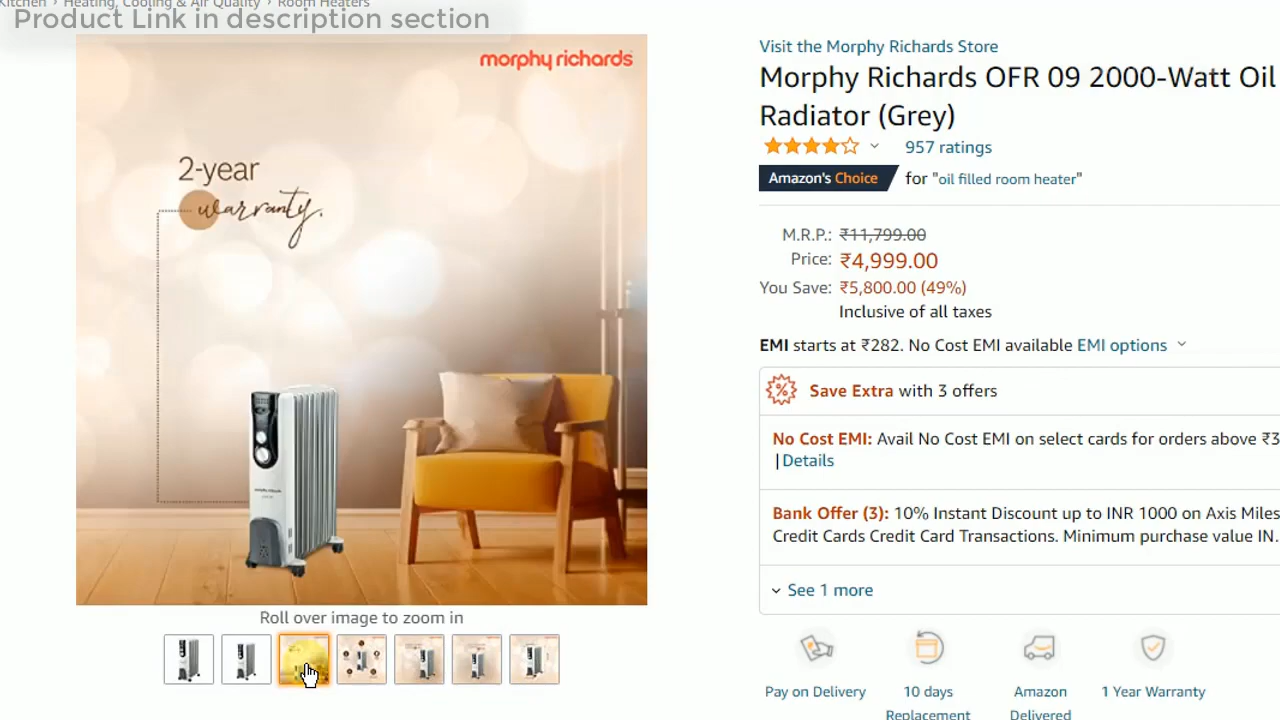 Kitchen › Heating, Cooling & Air Quality › Room Heaters
Product Link in description section
morphy richards
2-year
warranty.
Roll over image to zoom in
Visit the Morphy Richards Store
Morphy Richards OFR 09 2000-Watt Oil
Radiator (Grey)
957 ratings
Amazon's Choice for "oil filled room heater"
M.R.P.: ₹11,799.00
Price: ₹4,999.00
You Save: ₹5,800.00 (49%)
Inclusive of all taxes
EMI starts at ₹282. No Cost EMI available EMI options
Save Extra with 3 offers
No Cost EMI: Avail No Cost EMI on select cards for orders above ₹3
|Details
Bank Offer (3): 10% Instant Discount up to INR 1000 on Axis Miles
Credit Cards Credit Card Transactions. Minimum purchase value IN.
See 1 more
Pay on Delivery
10 days
Replacement
Amazon
Delivered
1 Year Warranty